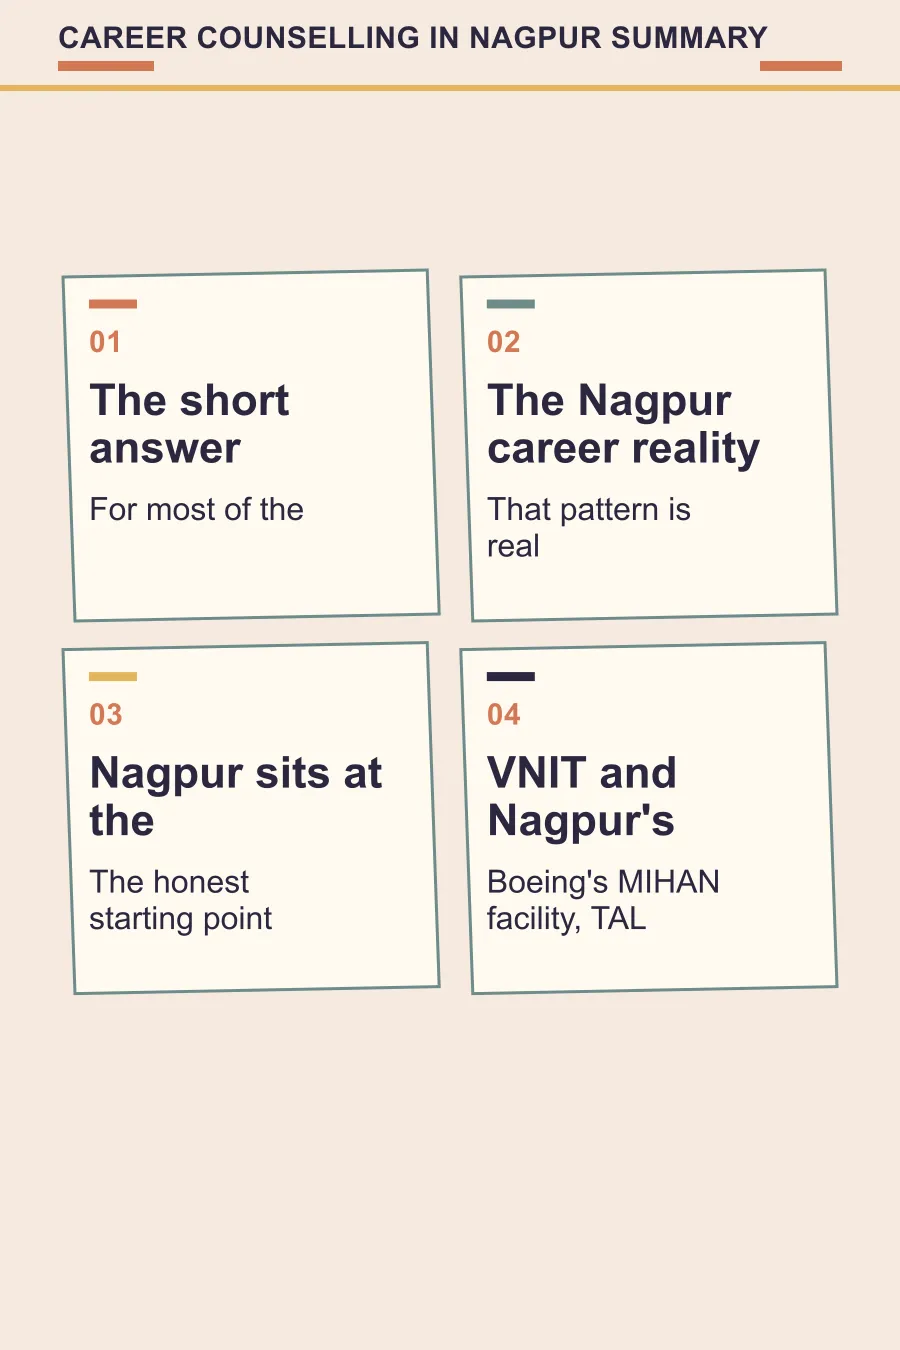 CAREER COUNSELLING IN NAGPUR SUMMARY
01
The short
answer
For most of the
02
The Nagpur
career reality
That pattern is
real
03
Nagpur sits at
the
The honest
starting point
04
VNIT and
Nagpur's
Boeing's MIHAN
facility, TAL